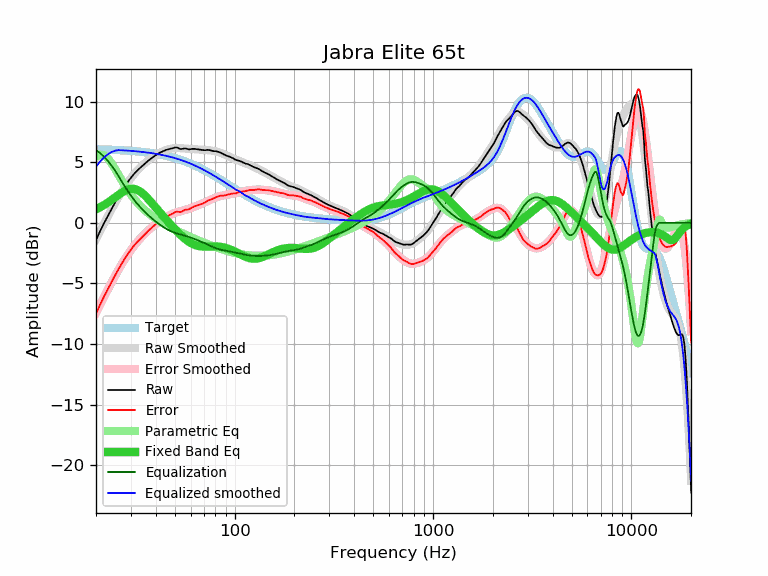 Jabra Elite 65t
10
5
0
−5
−10
−15
−20
Amplitude (dBr)
Target
Raw Smoothed
Error Smoothed
Raw
Error
Parametric Eq
Fixed Band Eq
Equalization
Equalized smoothed
100 1000 10000
Frequency (Hz)